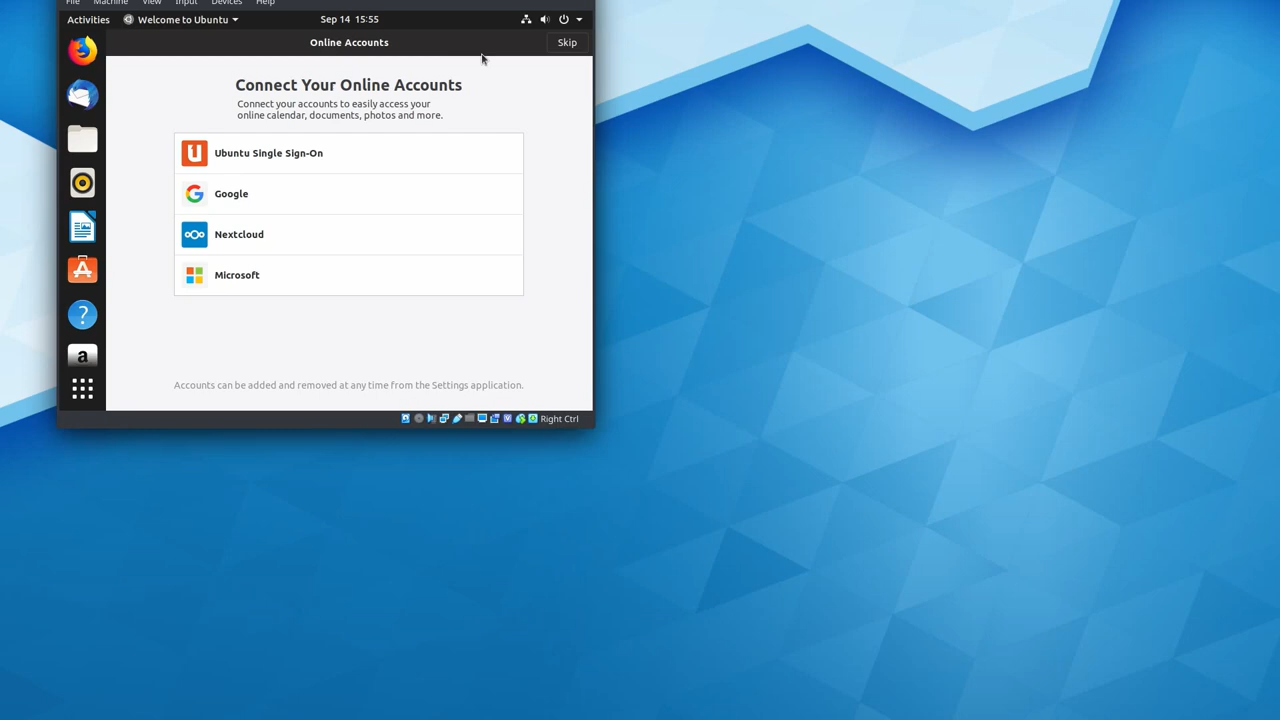 File Machine View Input Devices Help
Activities Welcome to Ubuntu Sep 14 15:55
Online Accounts Skip
Connect Your Online Accounts
Connect your accounts to easily access your
online calendar, documents, photos and more.
Ubuntu Single Sign-On
Google
Nextcloud
Microsoft
Accounts can be added and removed at any time from the Settings application.
Right Ctrl